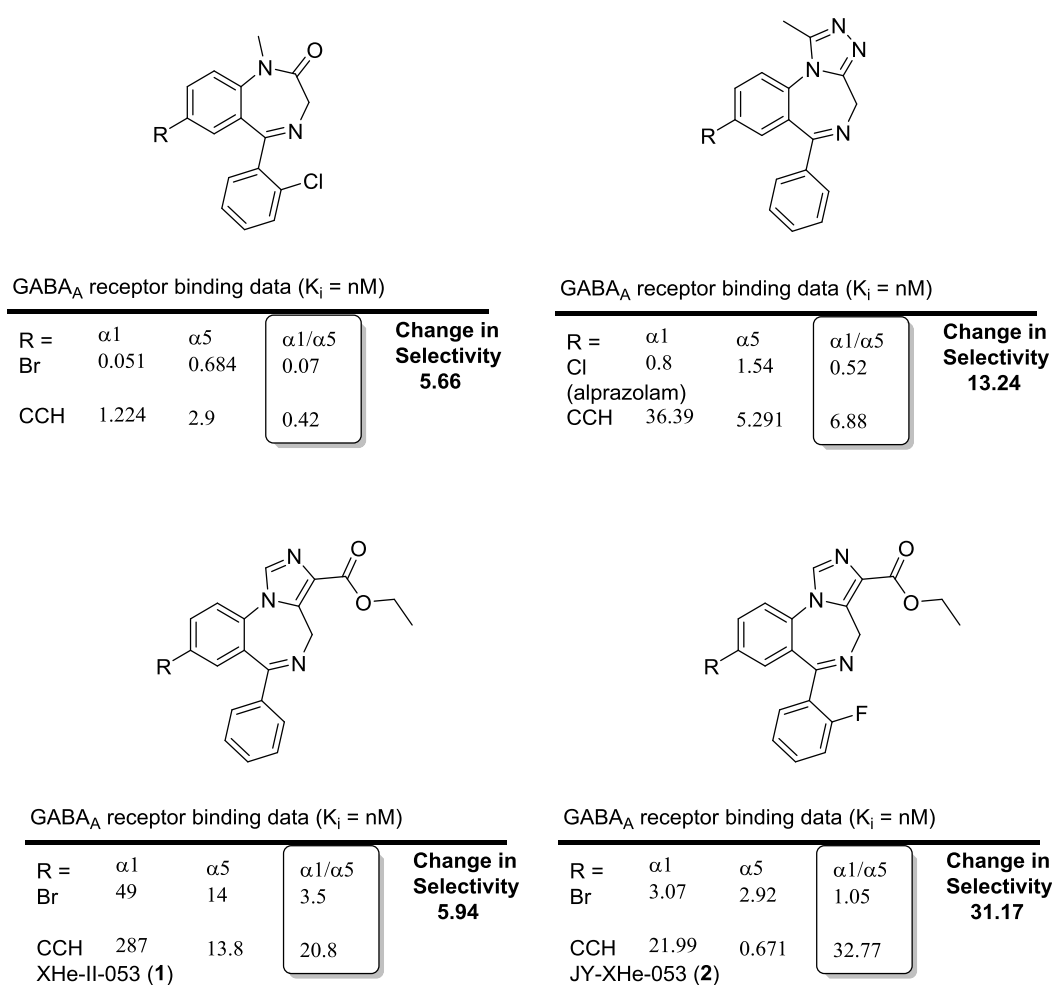 N
O
N
R
Cl
N
N
N
N
R
GABAA receptor binding data (Ki = nM)
R = α1 α5 α1/α5 Change in
Br 0.051 0.684 0.07 Selectivity
5.66
CCH 1.224 2.9 0.42
GABAA receptor binding data (Ki = nM)
R = α1 α5 α1/α5 Change in
Cl 0.8 1.54 0.52 Selectivity
(alprazolam) 13.24
CCH 36.39 5.291 6.88
N
O
O
N
N
R
N
O
O
N
N
R
F
GABAA receptor binding data (Ki = nM)
R = α1 α5 α1/α5 Change in
Br 49 14 3.5 Selectivity
5.94
CCH 287 13.8 20.8
XHe-II-053 (1)
GABAA receptor binding data (Ki = nM)
R = α1 α5 α1/α5 Change in
Br 3.07 2.92 1.05 Selectivity
31.17
CCH 21.99 0.671 32.77
JY-XHe-053 (2)